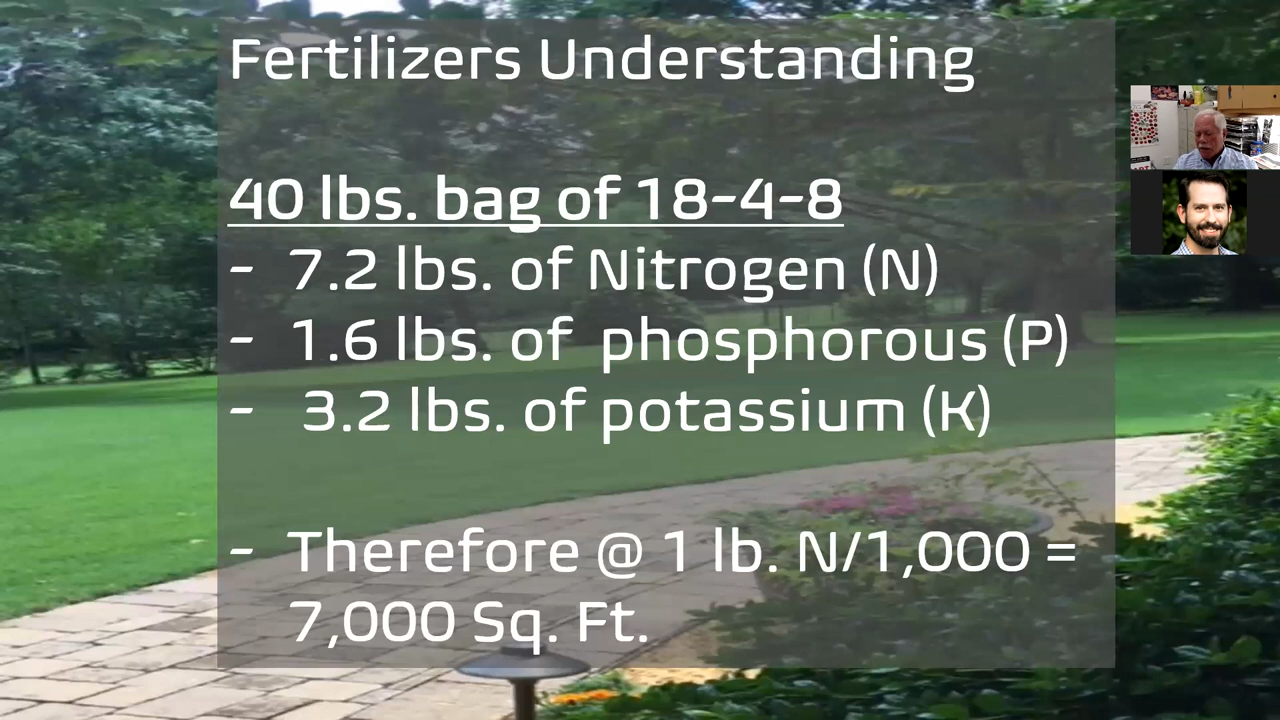 Fertilizers Understanding
40 lbs. bag of 18-4-8
- 7.2 lbs. of Nitrogen (N)
- 1.6 lbs. of phosphorous (P)
- 3.2 lbs. of potassium (K)
- Therefore @ 1 lb. N/1,000 =
7,000 Sq. Ft.